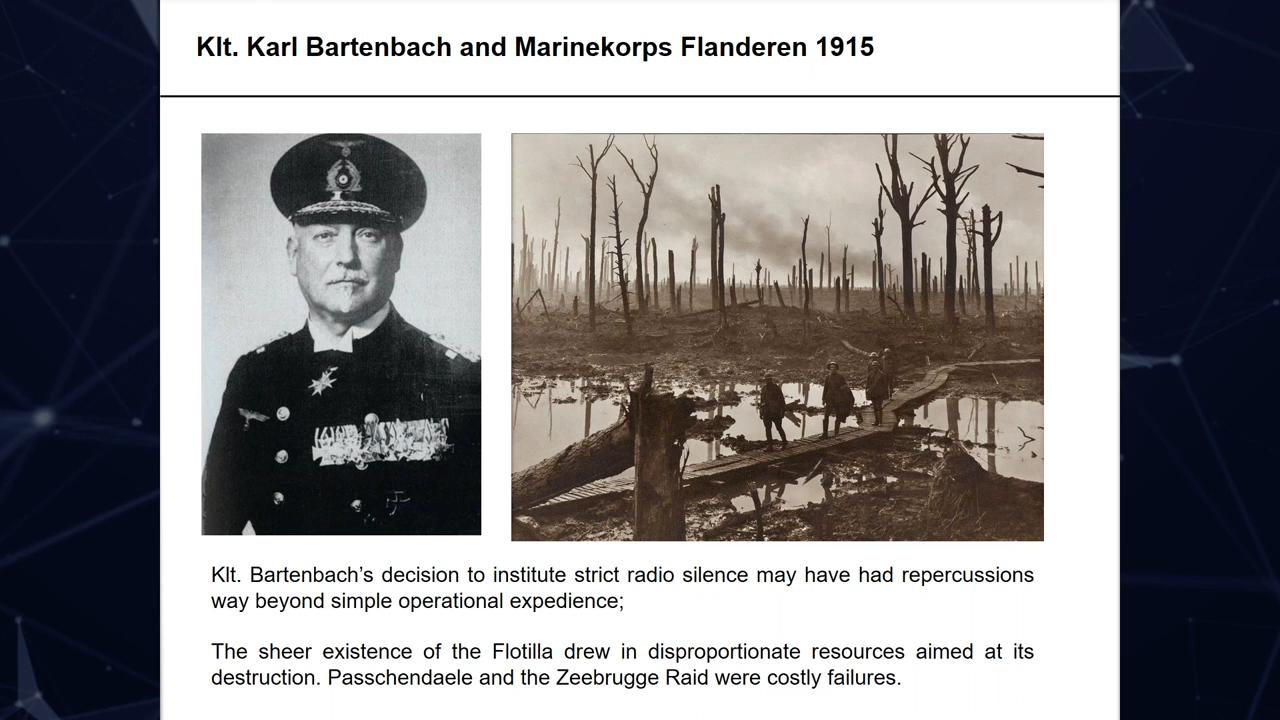 Klt. Karl Bartenbach and Marinekorps Flanderen 1915
Klt. Bartenbach’s decision to institute strict radio silence may have had repercussions
way beyond simple operational expedience;
The sheer existence of the Flotilla drew in disproportionate resources aimed at its
destruction. Passchendaele and the Zeebrugge Raid were costly failures.